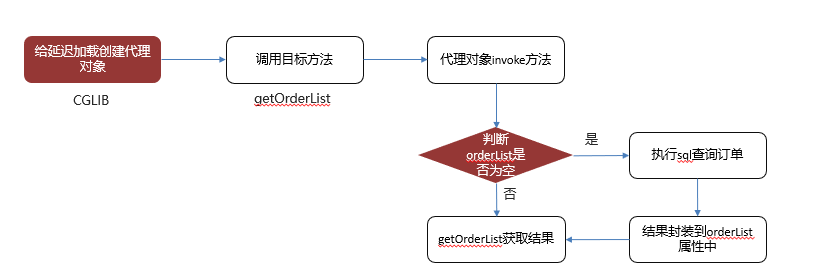 给延迟加载创建代理
对象
CGLIB
调用目标方法
getOrderList
代理对象invoke方法
判断
orderList是
否为空
是
执行sql查询订单
否
结果封装到orderList
属性中
getOrderList获取结果